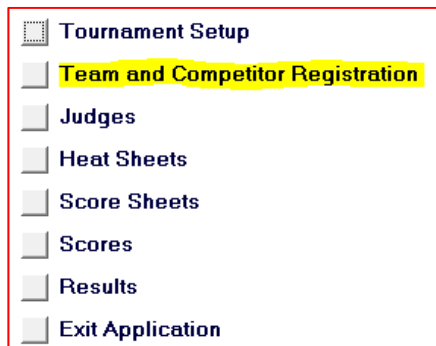 Tournament Setup
Team and Competitor Registration
Judges
Heat Sheets
Score Sheets
Scores
Results
Exit Application